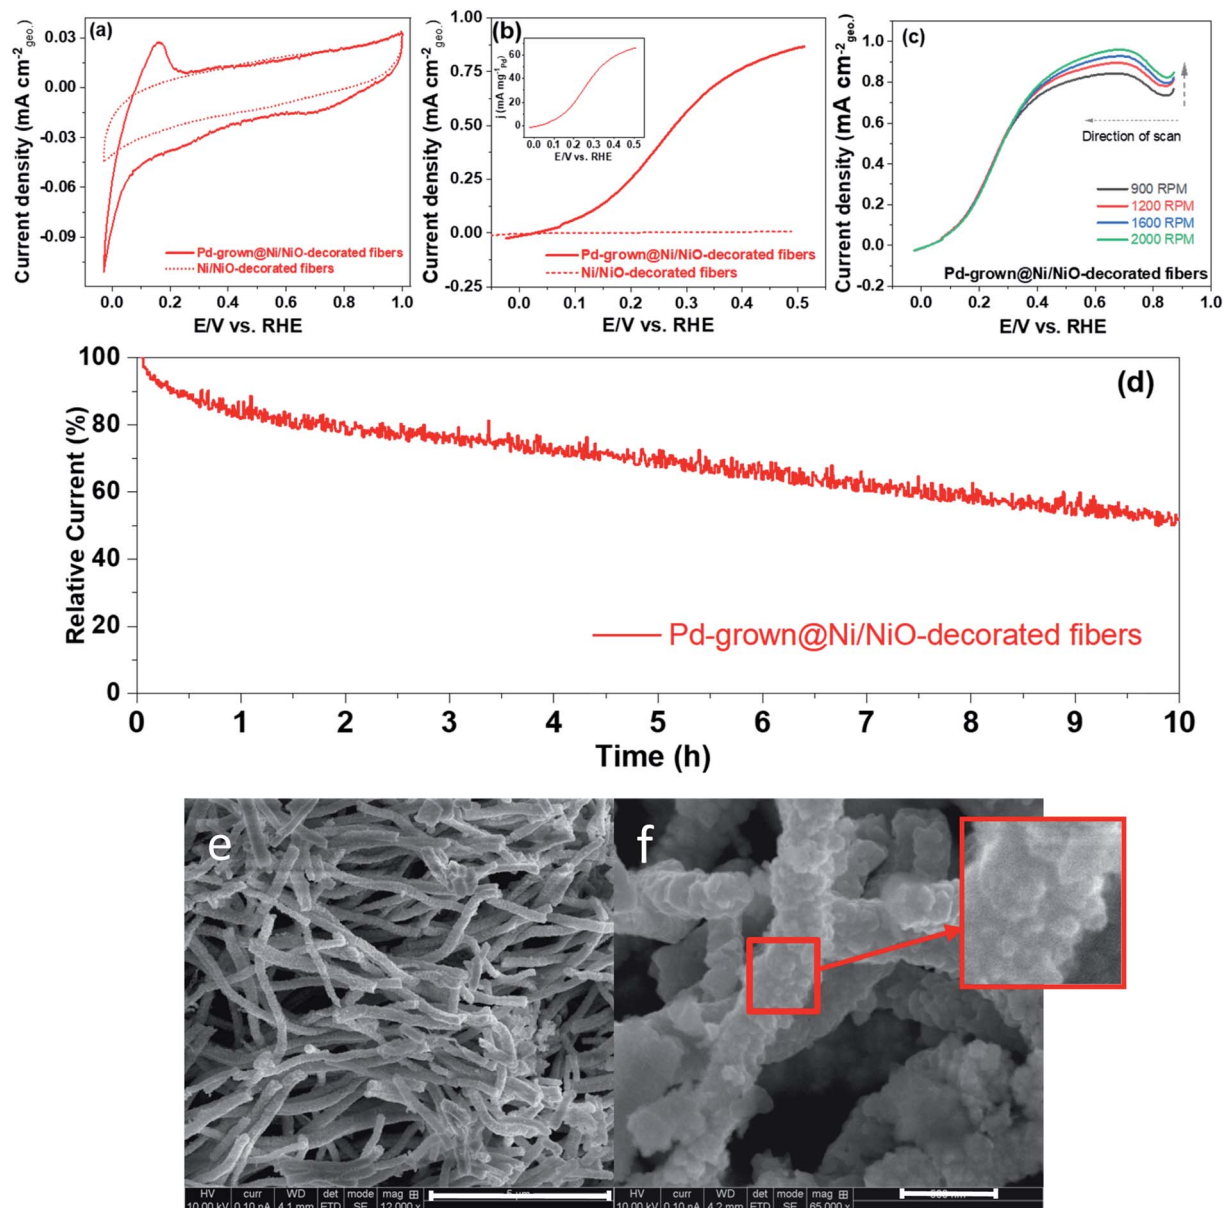 (a)
Current density (mA cm⁻²geo.)
0.03
0.00
-0.03
-0.06
-0.09
Pd-grown@Ni/NiO-decorated fibers
Ni/NiO-decorated fibers
0.0 0.2 0.4 0.6 0.8 1.0
E/V vs. RHE
(b)
Current density (mA cm⁻²geo.)
1.00
0.75
0.50
0.25
0.00
-0.25
j (mA mg⁻¹Pd)
60
40
20
0
0.0 0.1 0.2 0.3 0.4 0.5
E/V vs. RHE
Pd-grown@Ni/NiO-decorated fibers
Ni/NiO-decorated fibers
0.0 0.1 0.2 0.3 0.4 0.5
E/V vs. RHE
(c)
Current density (mA cm⁻²geo.)
1.0
0.8
0.6
0.4
0.2
0.0
-0.2
Direction of scan
900 RPM
1200 RPM
1600 RPM
2000 RPM
Pd-grown@Ni/NiO-decorated fibers
0.0 0.2 0.4 0.6 0.8 1.0
E/V vs. RHE
(d)
Relative Current (%)
100
80
60
40
20
0
Pd-grown@Ni/NiO-decorated fibers
0 1 2 3 4 5 6 7 8 9 10
Time (h)
e
HV curr WD det mode mag ⊞
10.00 kV 0.10 nA 4.1 mm ETD SE 12 000 x
f
HV curr WD det mode mag ⊞
10.00 kV 0.10 nA 4.2 mm ETD SE 65 000 x